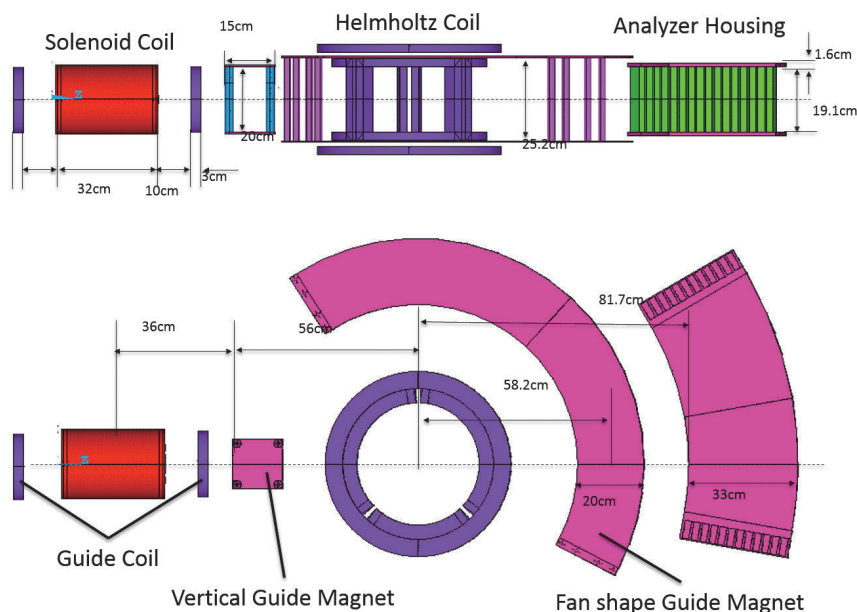 Solenoid Coil
15cm
Helmholtz Coil
Analyzer Housing
1.6cm
19.1cm
Z
20cm
25.2cm
32cm
10cm
3cm
81.7cm
36cm
56cm
58.2cm
Z
20cm
33cm
Guide Coil
Vertical Guide Magnet
Fan shape Guide Magnet